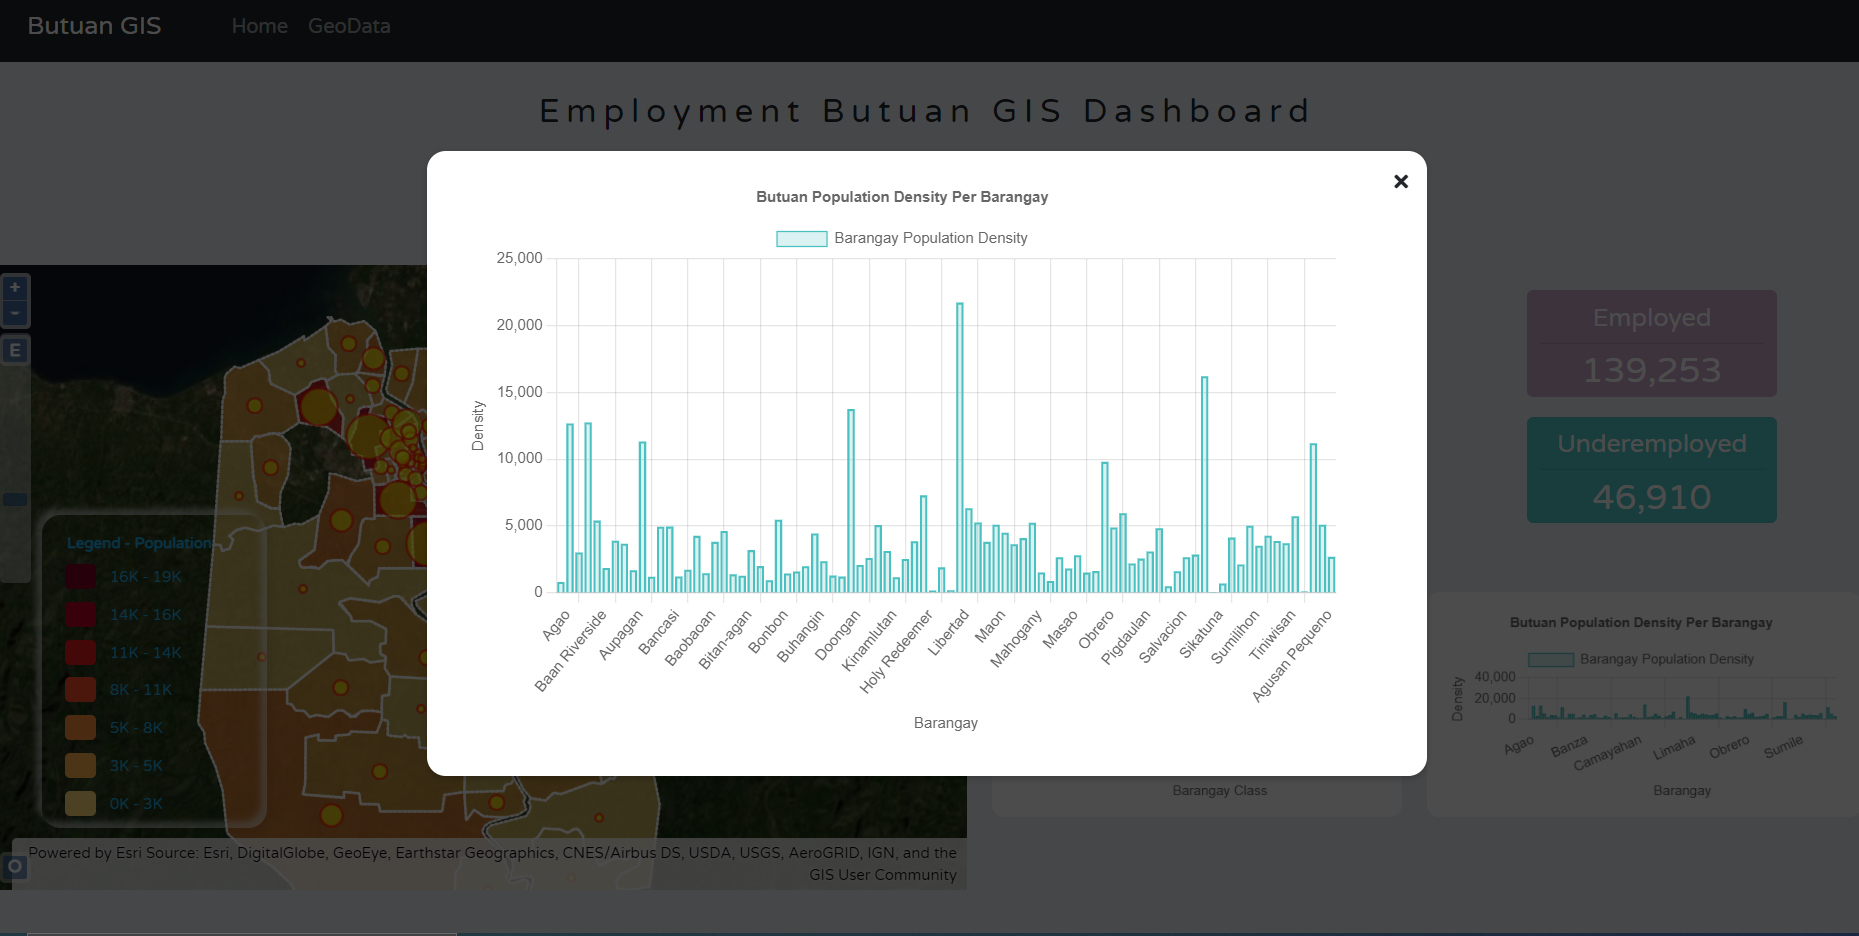 Butuan GIS
Home
GeoData
Employment Butuan GIS Dashboard
Butuan Population Density Per Barangay
Barangay Population Density
25,000
20,000
15,000
10,000
5,000
0
Density
Agao
Baan Riverside
Aupagan
Bancasi
Baobaoan
Bitan-agan
Bonbon
Buhangin
Doongan
Kinamlutan
Holy Redeemer
Libertad
Maon
Mahogany
Masao
Obrero
Pigdaulan
Salvacion
Sikatuna
Sumilihon
Tiniwisan
Agusan Pequeno
Barangay
+
-
E
Legend - Population
16K - 19K
14K - 16K
11K - 14K
8K - 11K
5K - 8K
3K - 5K
0K - 3K
O
Powered by Esri Source: Esri, DigitalGlobe, GeoEye, Earthstar Geographics, CNES/Airbus DS, USDA, USGS, AeroGRID, IGN, and the
GIS User Community
Employed
139,253
Underemployed
46,910
Barangay Class
Butuan Population Density Per Barangay
Barangay Population Density
40,000
20,000
0
Density
Agao
Banza
Camayahan
Limaha
Obrero
Sumile
Barangay